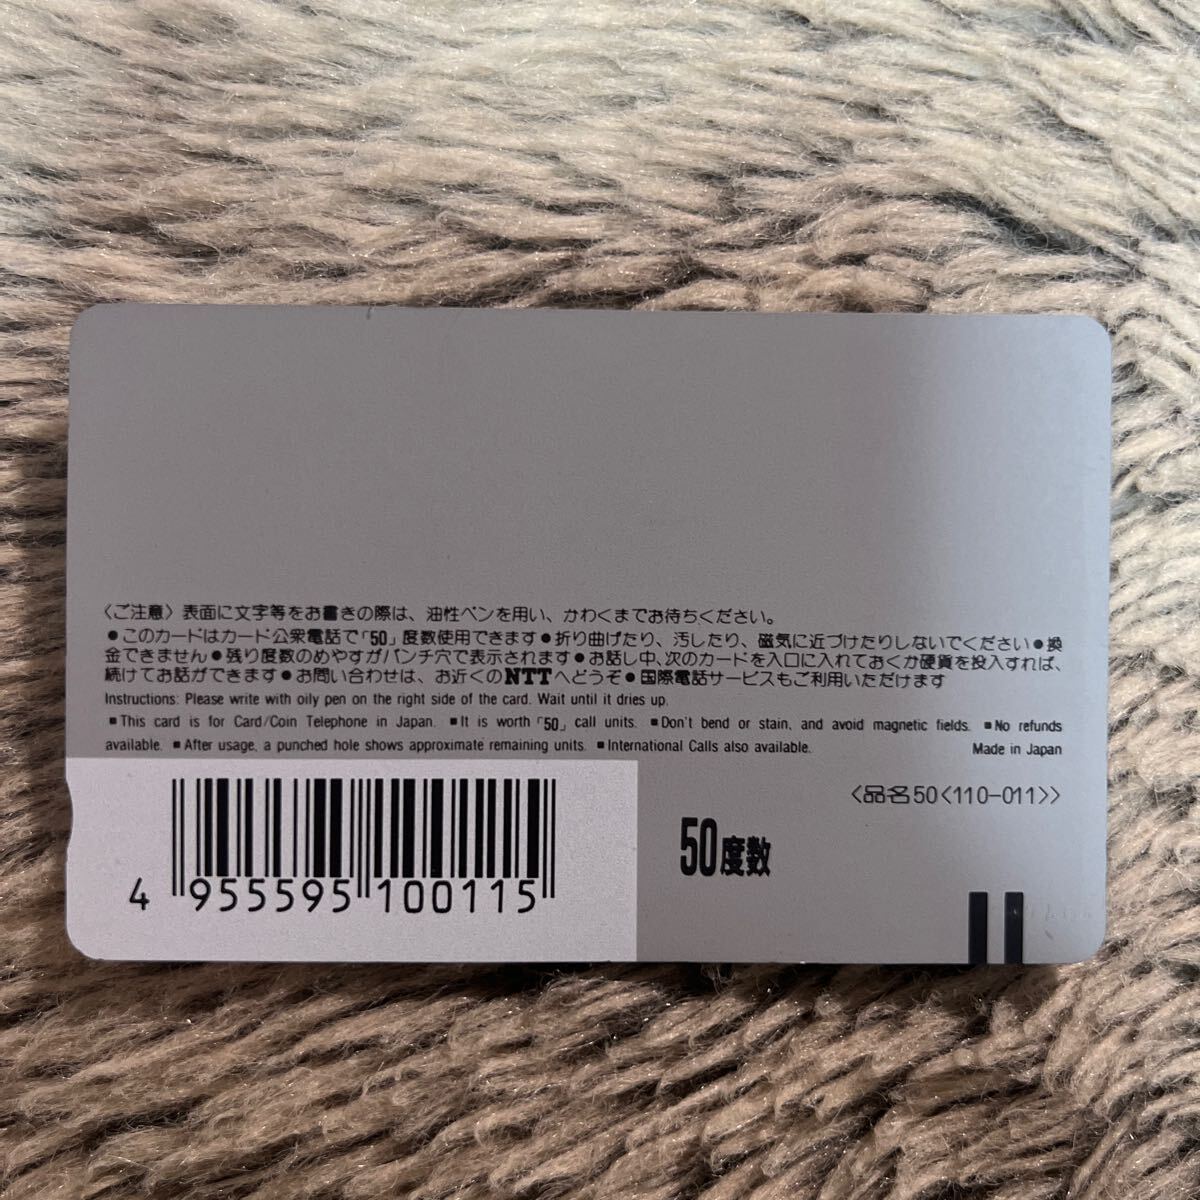 〈ご注意〉表面に文字等をお書きの際は、油性ペンを用い、かわくまでお待ちください。
●このカードはカード公衆電話で「50」度数使用できます●折り曲げたり、汚したり、磁気に近づけたりしないでください●換
金できません●残り度数のめやすがパンチ穴で表示されます●お話し中、次のカードを入口に入れておくか硬貨を投入すれば、
続けてお話ができます●お問い合わせは、お近くのNTTへどうぞ●国際電話サービスもご利用いただけます
Instructions: Please write with oily pen on the right side of the card. Wait until it dries up.
■This card is for Card/Coin Telephone in Japan. ■It is worth「50」call units. ■Don't bend or stain, and avoid magnetic fields. ■No refunds
available. ■After usage, a punched hole shows approximate remaining units. ■International Calls also available. Made in Japan
〈品名50〈110-011〉〉
50度数
4 955595 100115